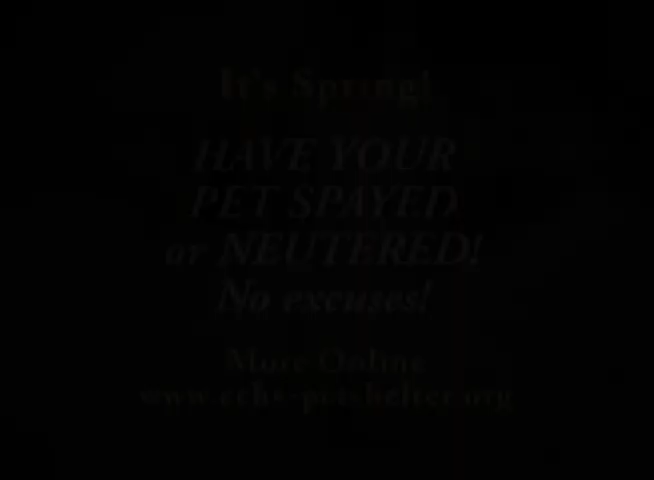 It's Spring!
HAVE YOUR
PET SPAYED
or NEUTERED!
No excuses!
More Online